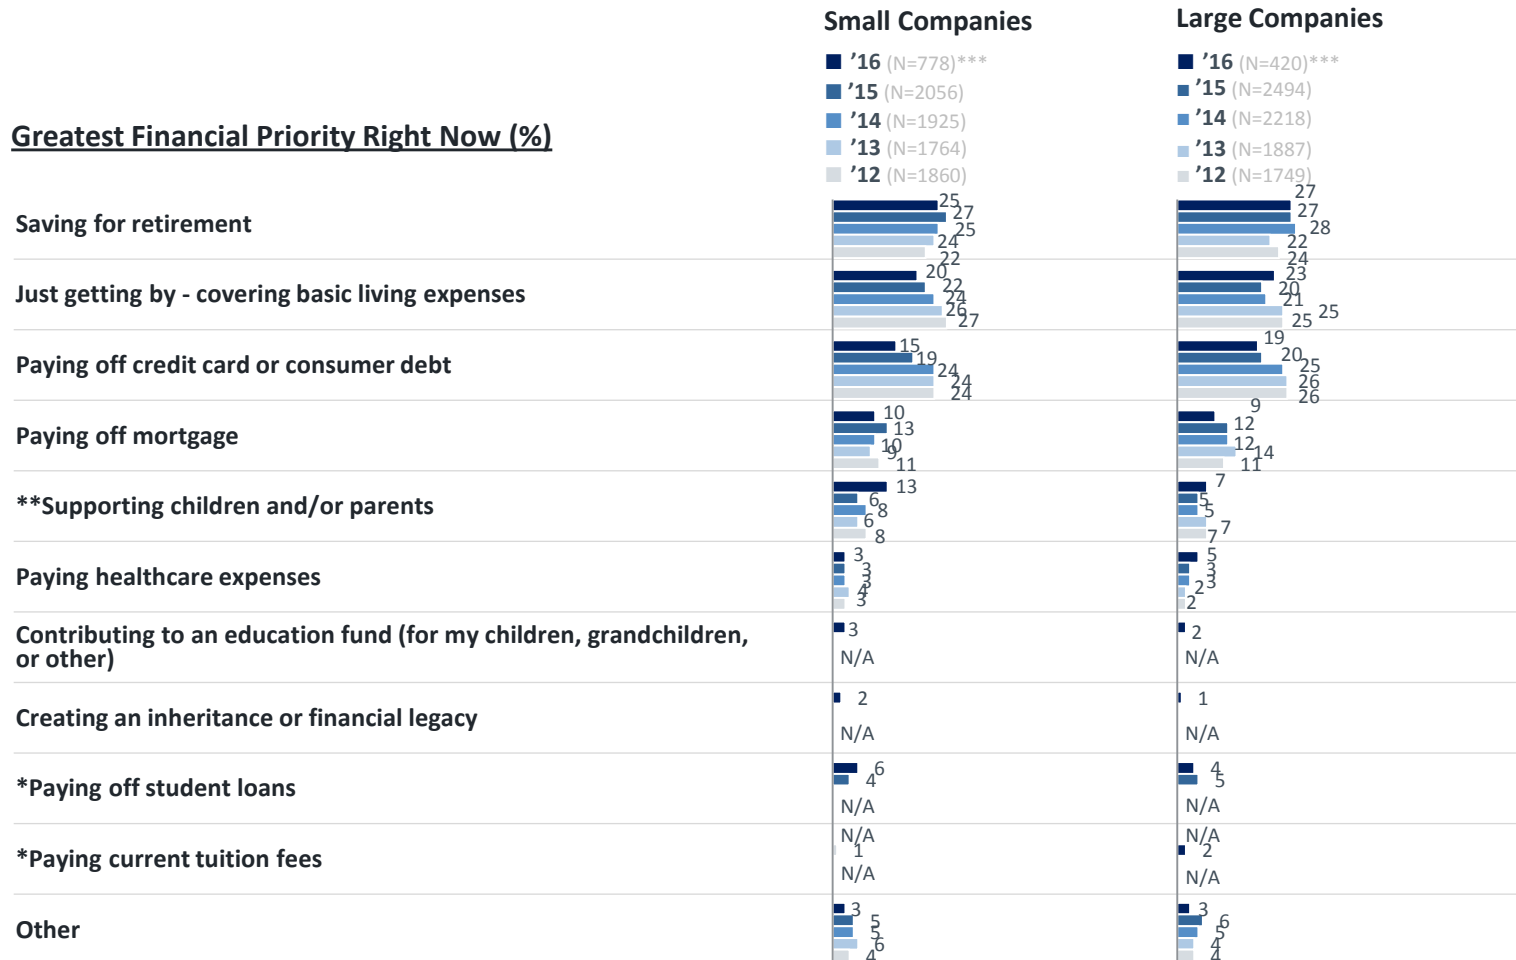 Small Companies
Large Companies
’16 (N=778)***
’16 (N=420)***
’15 (N=2056)
’15 (N=2494)
’14 (N=1925)
’14 (N=2218)
Greatest Financial Priority Right Now (%)
’13 (N=1764)
’13 (N=1887)
’12 (N=1860)
’12 (N=1749)
Saving for retirement
25
27
25
24
22
27
27
28
22
24
Just getting by - covering basic living expenses
20
22
24
26
27
23
20
21
25
25
Paying off credit card or consumer debt
15
19
24
24
24
19
20
25
26
26
Paying off mortgage
10
13
10
9
11
9
12
12
14
11
**Supporting children and/or parents
13
6
8
6
8
7
5
5
7
7
Paying healthcare expenses
3
3
3
4
3
5
3
3
2
2
Contributing to an education fund (for my children, grandchildren,
or other)
3
N/A
2
N/A
Creating an inheritance or financial legacy
2
N/A
1
N/A
*Paying off student loans
6
4
N/A
4
5
N/A
*Paying current tuition fees
N/A
1
N/A
N/A
2
N/A
Other
3
5
5
6
4
3
6
5
4
4